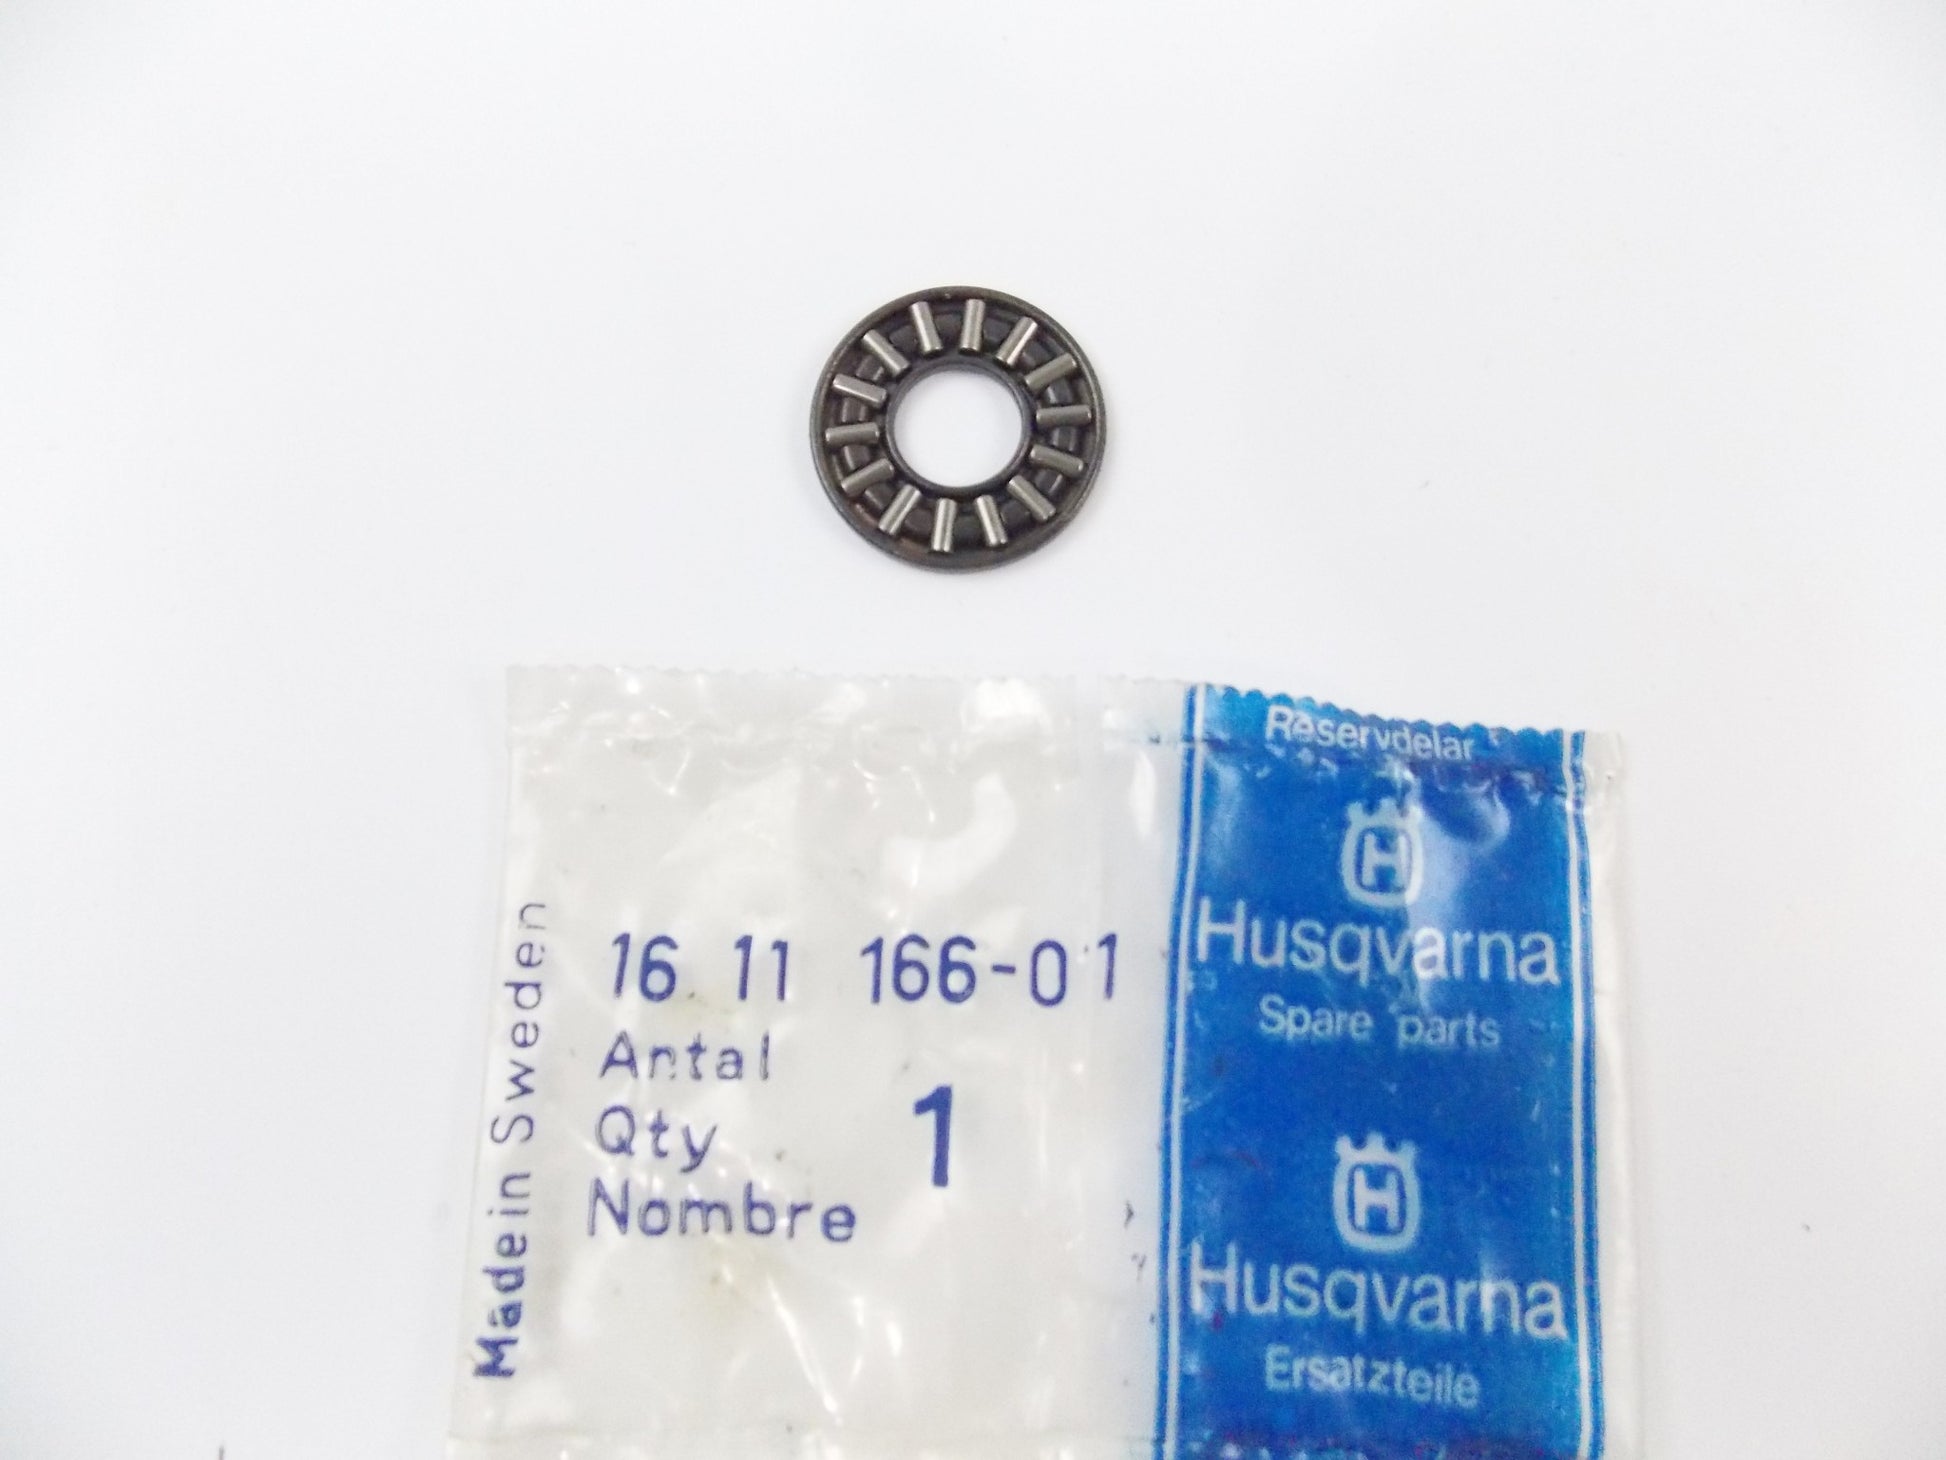 Reservdelar
H
Husqvarna
Spare parts
H
Husqvarna
Ersatzteile
Made in Sweden
16 11 166-01
Antal
Qty 1
Nombre